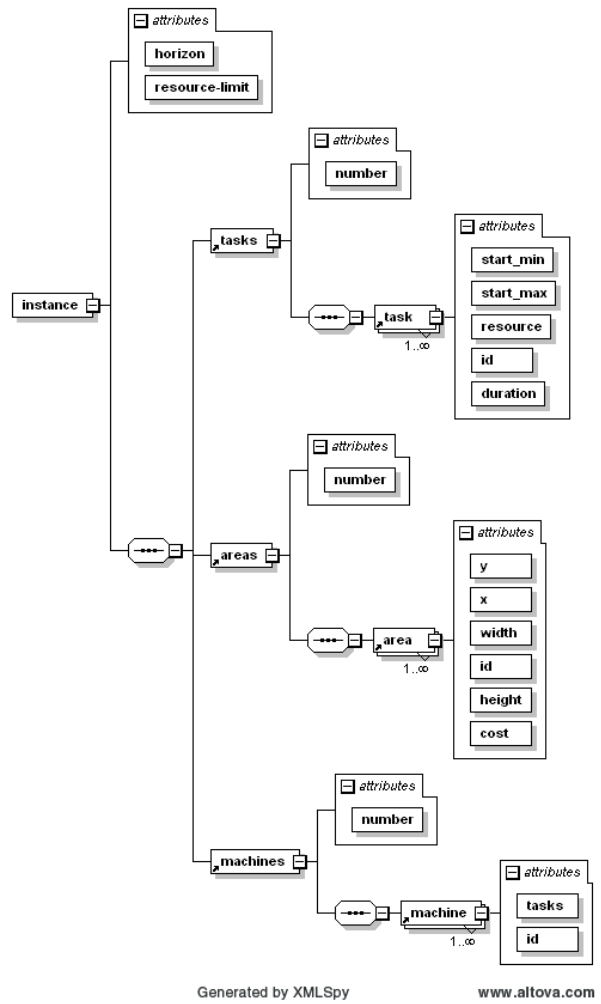 attributes
horizon
resource-limit
attributes
number
tasks
attributes
start_min
start_max
resource
id
duration
instance
task
1..∞
attributes
number
areas
attributes
y
x
width
id
height
cost
area
1..∞
attributes
number
machines
attributes
tasks
id
machine
1..∞
Generated by XMLSpy www.altova.com